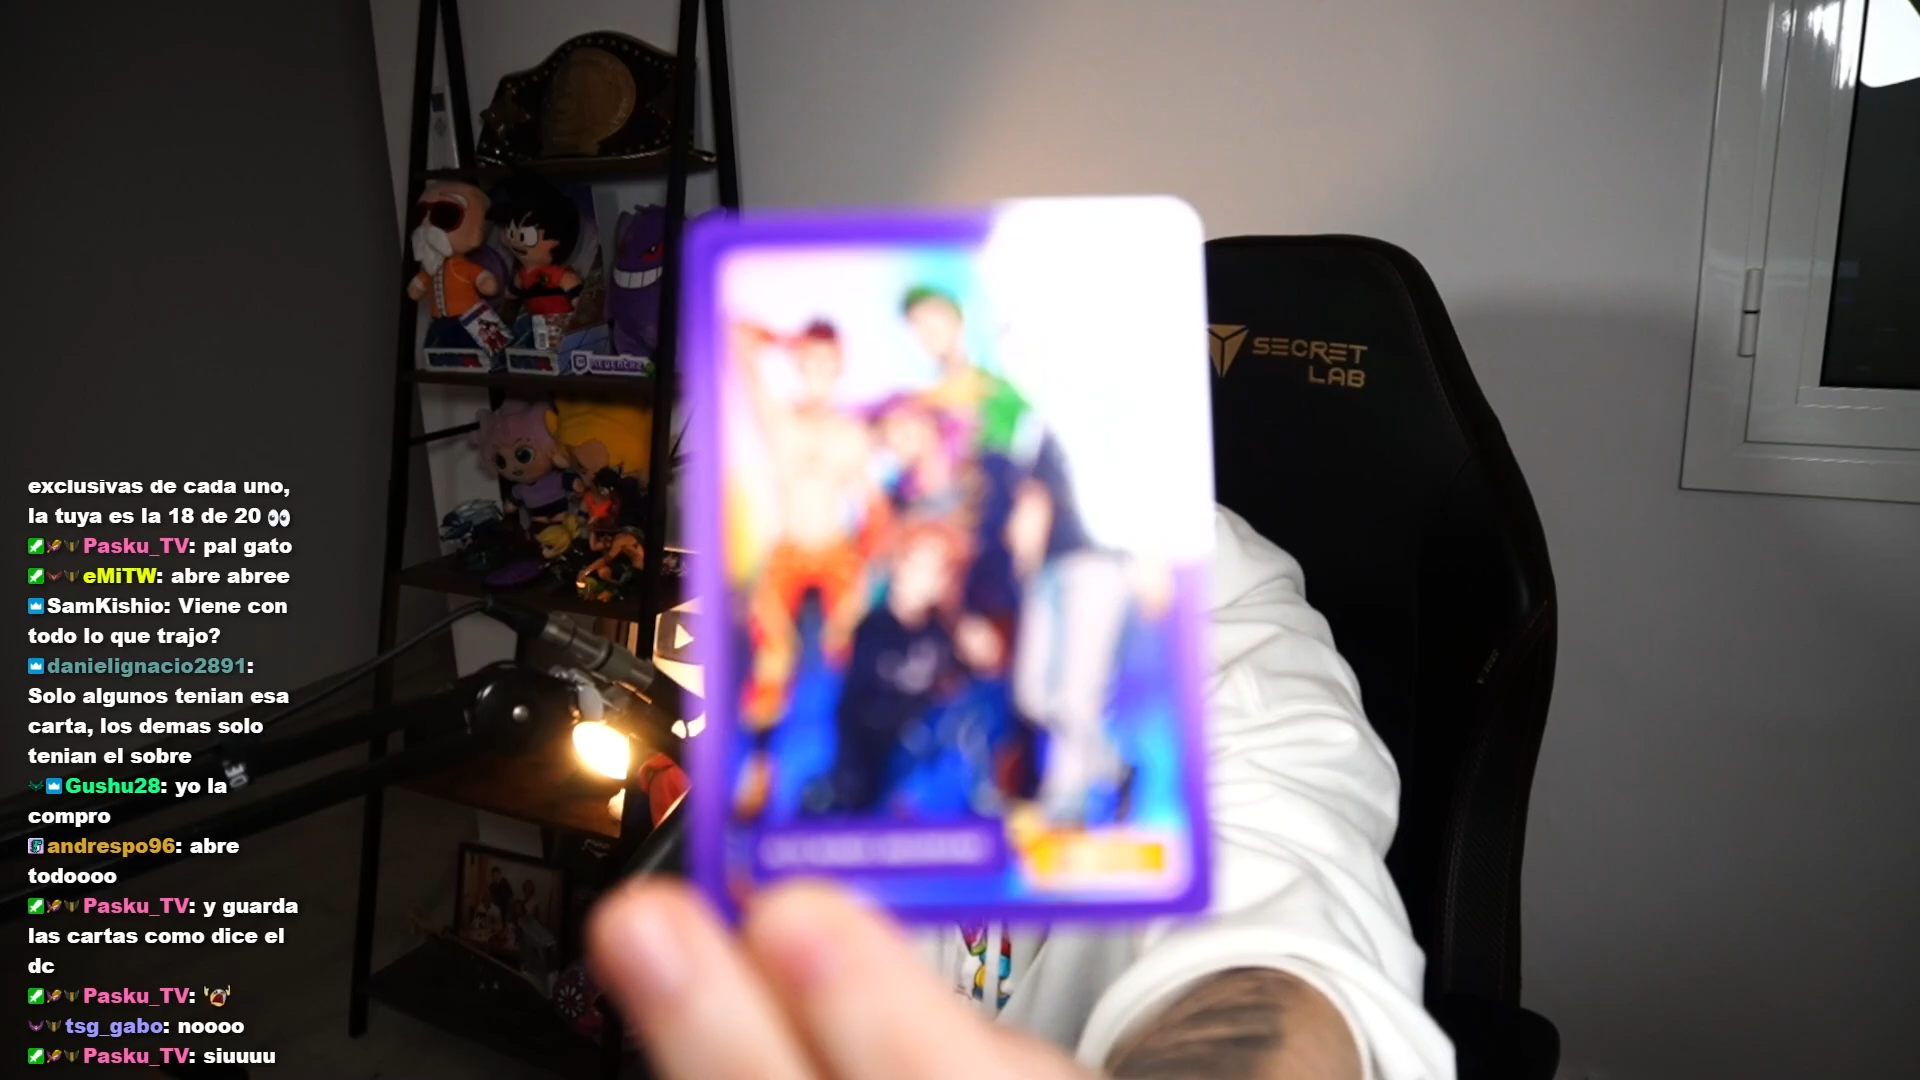 SECRET
LAB
exclusivas de cada uno,
la tuya es la 18 de 20 👀
Pasku_TV: pal gato
eMiTW: abre abree
SamKishio: Viene con
todo lo que trajo?
danielignacio2891:
Solo algunos tenian esa
carta, los demas solo
tenian el sobre
Gushu28: yo la
compro
andrespo96: abre
todoooo
Pasku_TV: y guarda
las cartas como dice el
dc
Pasku_TV:
tsg_gabo: noooo
Pasku_TV: siuuuu